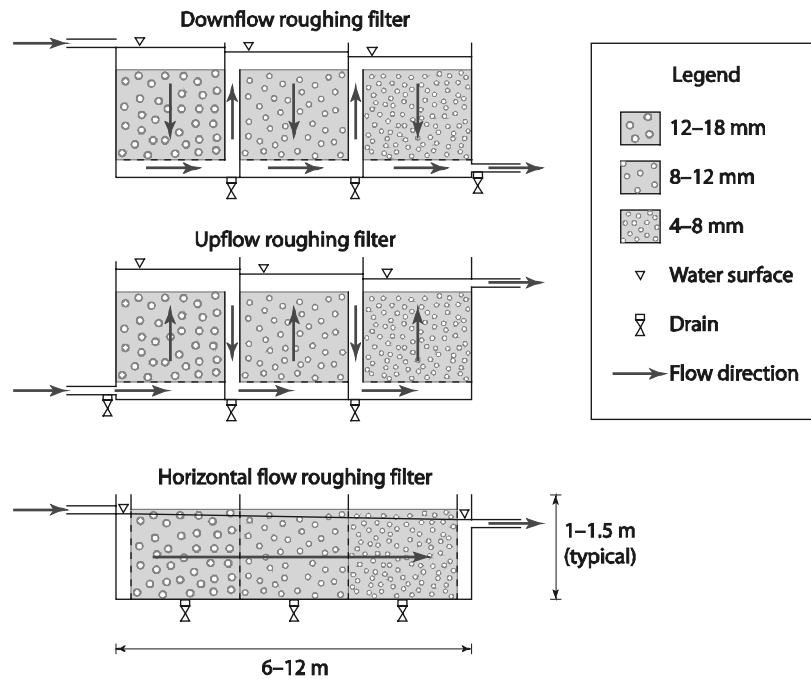 Downflow roughing filter
Legend
12–18 mm
8–12 mm
4–8 mm
Water surface
Drain
Flow direction
Upflow roughing filter
Horizontal flow roughing filter
1–1.5 m
(typical)
6–12 m